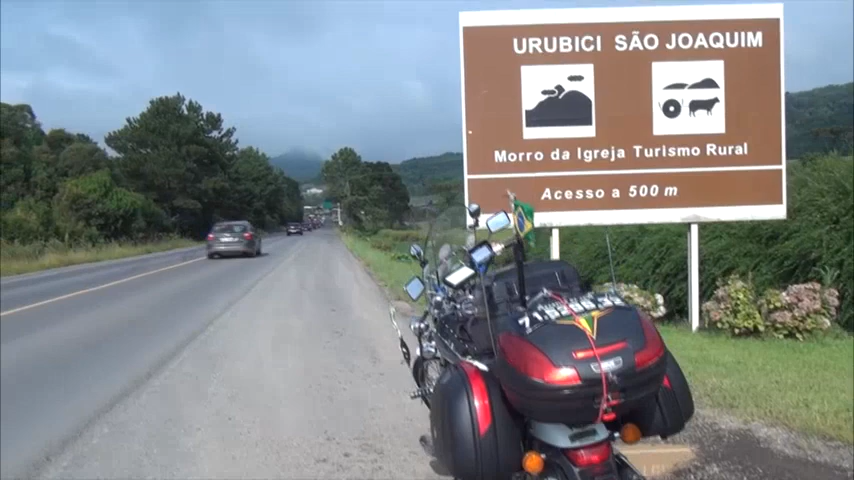 URUBICI SÃO JOAQUIM
Morro da Igreja Turismo Rural
Acesso a 500 m